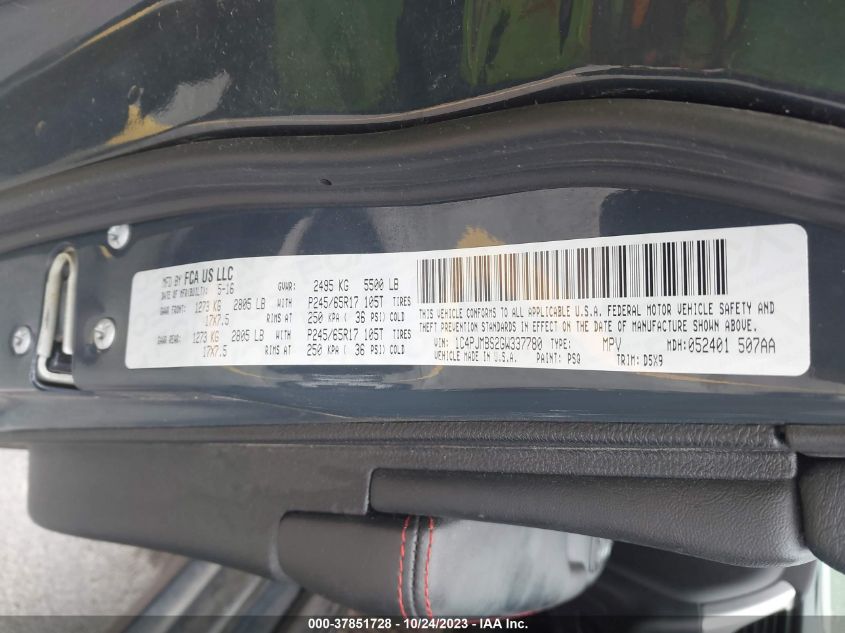 MFD BY FCA US LLC
DATE OF MFR(BUILT): 5-16 GVWR: 2495 KG 5500 LB
GAWR FRONT: 1273 KG 2805 LB WITH P245/65R17 105T TIRES
17X7.5 RIMS AT 250 KPA ( 36 PSI) COLD
GAWR REAR: 1273 KG 2805 LB WITH P245/65R17 105T TIRES
17X7.5 RIMS AT 250 KPA ( 36 PSI) COLD
THIS VEHICLE CONFORMS TO ALL APPLICABLE U.S.A. FEDERAL MOTOR VEHICLE SAFETY AND
THEFT PREVENTION STANDARDS IN EFFECT ON THE DATE OF MANUFACTURE SHOWN ABOVE.
VIN: 1C4PJMBS2GW337780 TYPE: MPV MDH: 052401 507AA
MADE IN U.S.A. PAINT: PSQ TRIM: D5X9
000-37851728 - 10/24/2023 - Copyright © 2023 IAA, Inc.